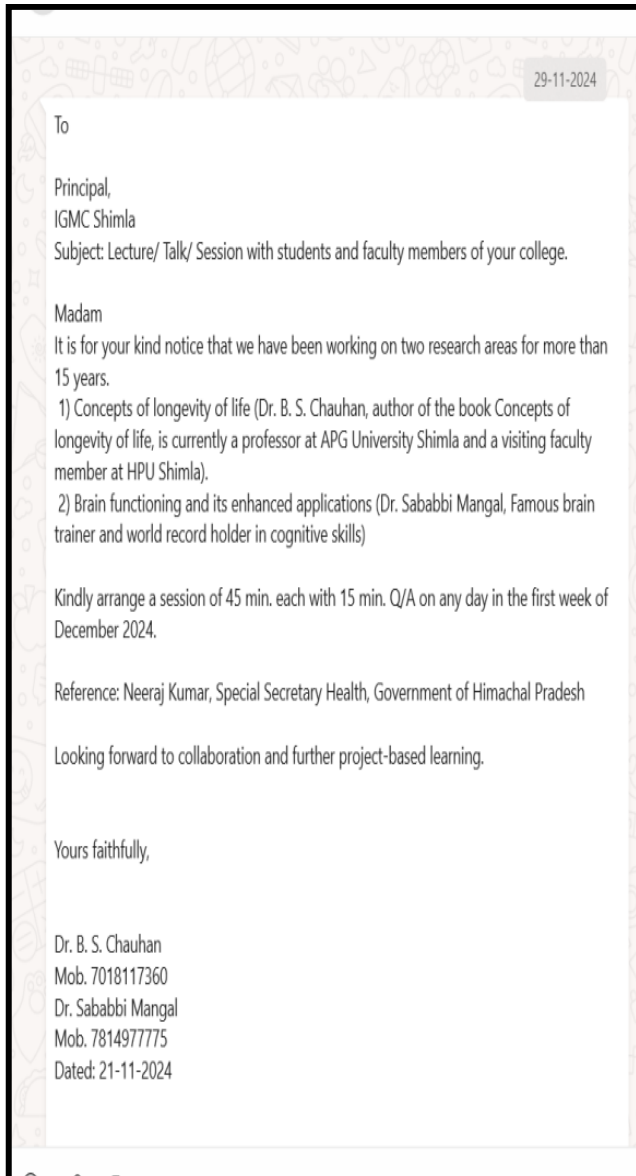 29-11-2024
To
Principal,
IGMC Shimla
Subject: Lecture/ Talk/ Session with students and faculty members of your college.
Madam
It is for your kind notice that we have been working on two research areas for more than
15 years.
1) Concepts of longevity of life (Dr. B. S. Chauhan, author of the book Concepts of
longevity of life, is currently a professor at APG University Shimla and a visiting faculty
member at HPU Shimla).
2) Brain functioning and its enhanced applications (Dr. Sababbi Mangal, Famous brain
trainer and world record holder in cognitive skills)
Kindly arrange a session of 45 min. each with 15 min. Q/A on any day in the first week of
December 2024.
Reference: Neeraj Kumar, Special Secretary Health, Government of Himachal Pradesh
Looking forward to collaboration and further project-based learning.
Yours faithfully,
Dr. B. S. Chauhan
Mob. 7018117360
Dr. Sababbi Mangal
Mob. 7814977775
Dated: 21-11-2024